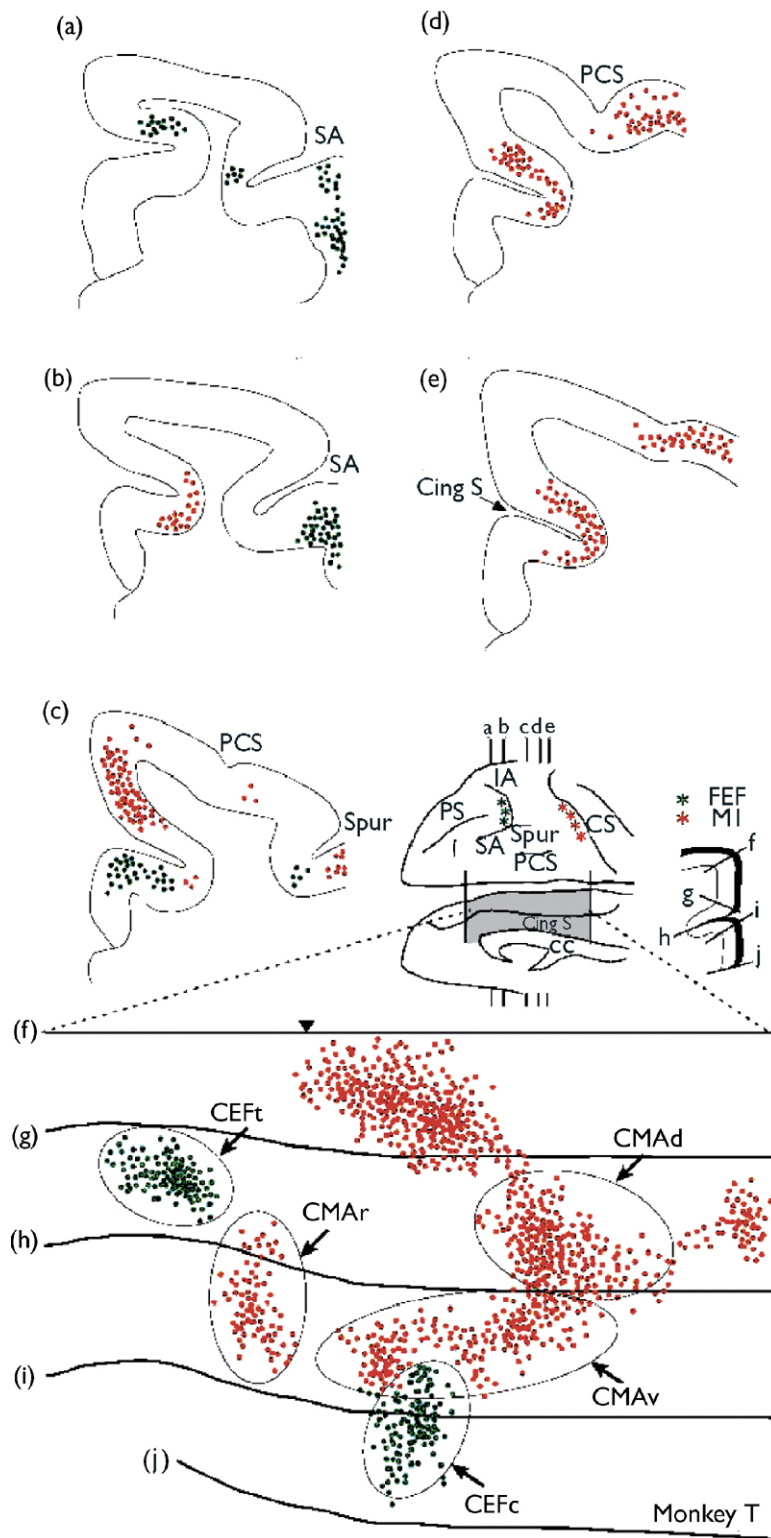 (a)
SA
(d)
PCS
(b)
SA
(e)
Cing S
(c)
PCS
Spur
a b c d e
IA
PS
CS
SA
Spur
PCS
Cing S
cc
FEF
MI
f
g
i
h
j
(f)
(g)
CEFt
CMAd
(h)
CMAr
(i)
CMAv
(j)
CEFc
Monkey T